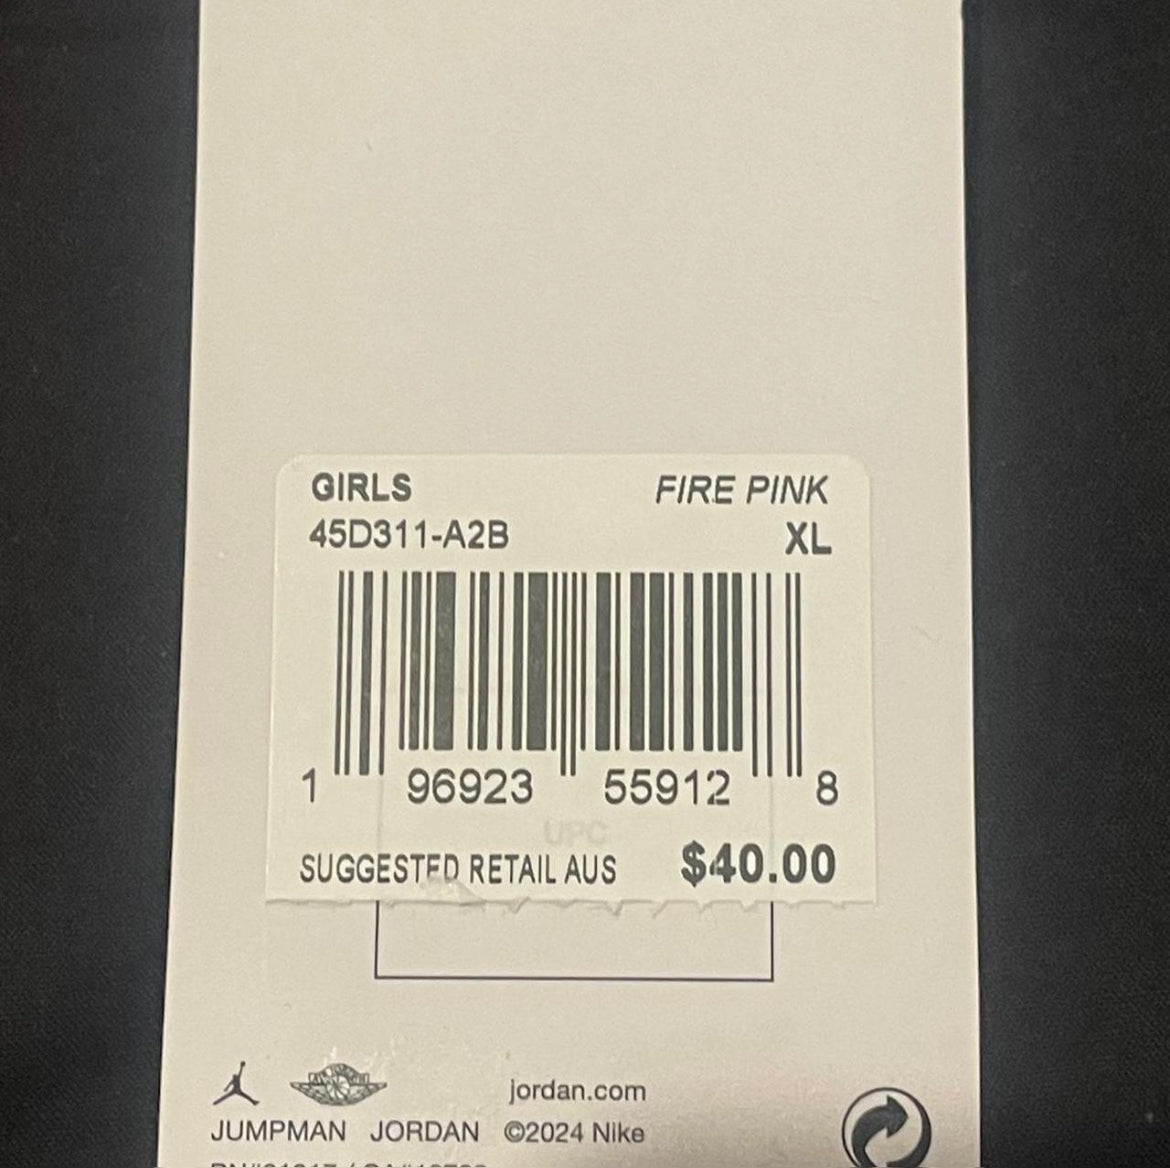 GIRLS FIRE PINK
45D311-A2B XL
1 96923 55912 8
UPC
SUGGESTED RETAIL AUS $40.00
jordan.com
JUMPMAN JORDAN ©2024 Nike